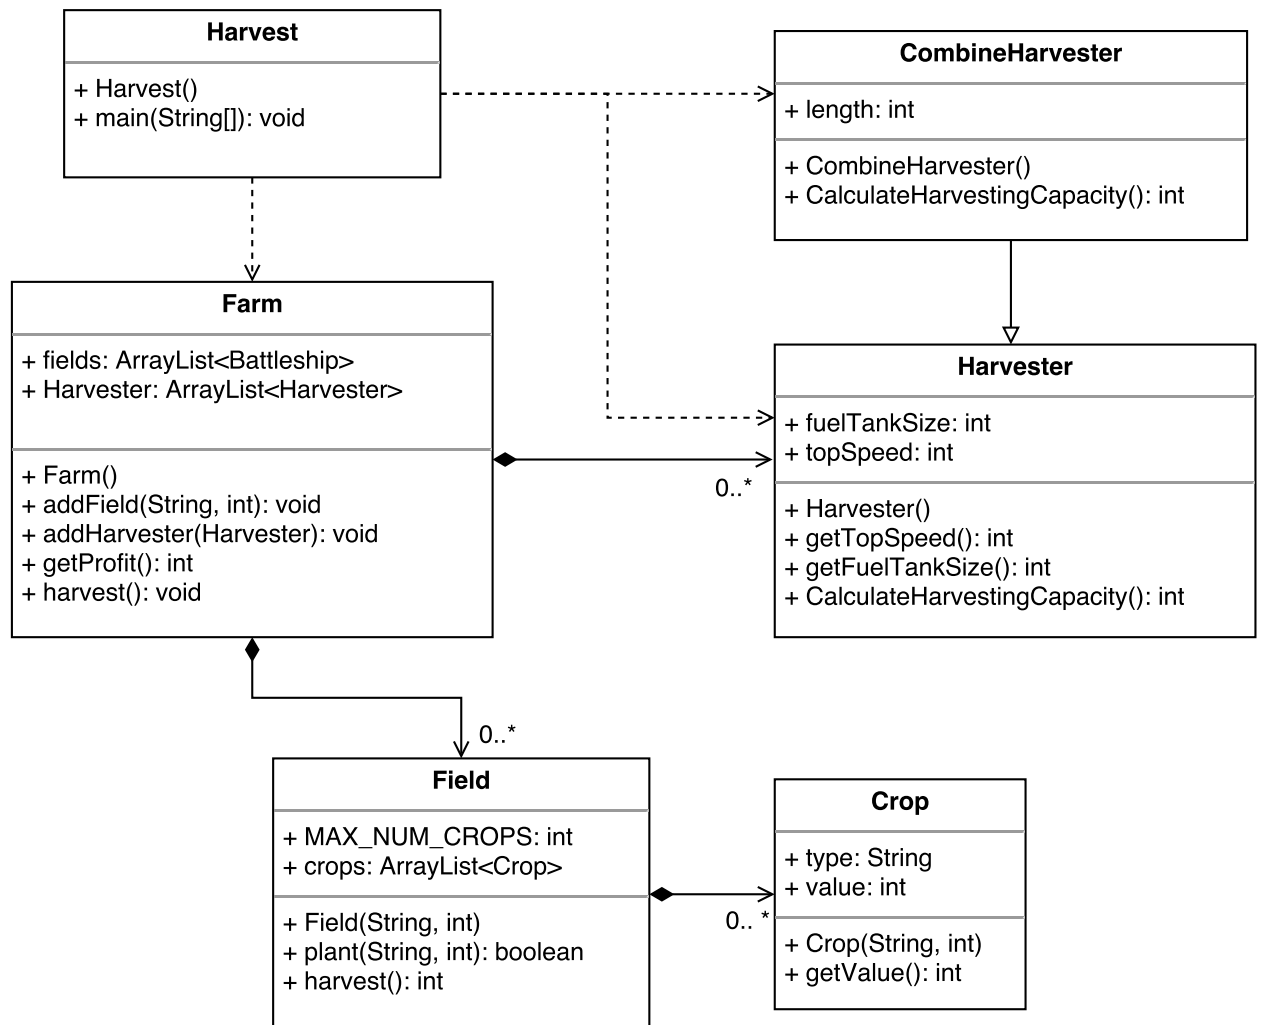 Harvest
+ Harvest()
+ main(String[]): void
CombineHarvester
+ length: int
+ CombineHarvester()
+ CalculateHarvestingCapacity(): int
Farm
+ fields: ArrayList<Battleship>
+ Harvester: ArrayList<Harvester>
+ Farm()
+ addField(String, int): void
+ addHarvester(Harvester): void
+ getProfit(): int
+ harvest(): void
0..*
Harvester
+ fuelTankSize: int
+ topSpeed: int
+ Harvester()
+ getTopSpeed(): int
+ getFuelTankSize(): int
+ CalculateHarvestingCapacity(): int
0..*
Field
+ MAX_NUM_CROPS: int
+ crops: ArrayList<Crop>
+ Field(String, int)
+ plant(String, int): boolean
+ harvest(): int
0.. *
Crop
+ type: String
+ value: int
+ Crop(String, int)
+ getValue(): int